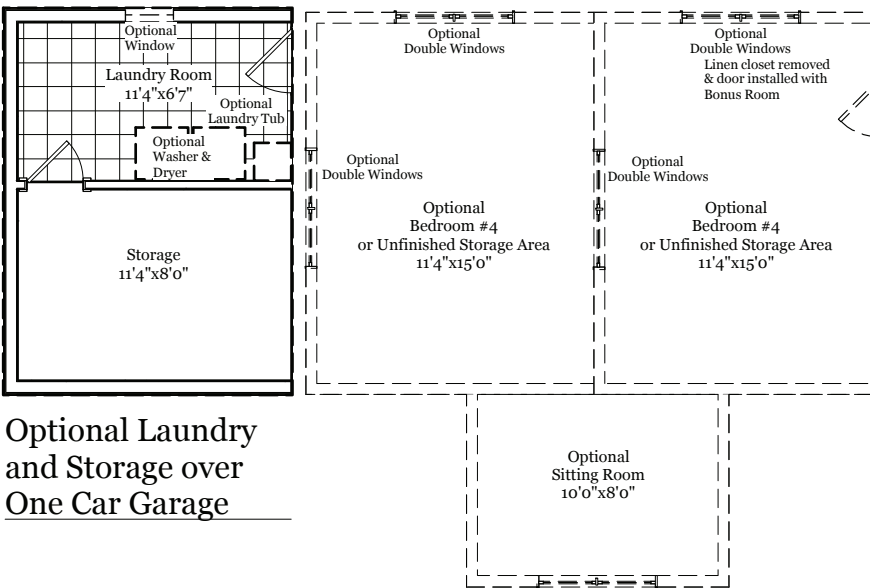 Optional
Window
Laundry Room
11'4"x6'7"
Optional
Laundry Tub
Optional
Washer &
Dryer
Storage
11'4"x8'0"
Optional Laundry
and Storage over
One Car Garage
Optional
Double Windows
Optional
Double Windows
Optional
Bedroom #4
or Unfinished Storage Area
11'4"x15'0"
Optional
Double Windows
Linen closet removed
& door installed with
Bonus Room
Optional
Double Windows
Optional
Bedroom #4
or Unfinished Storage Area
11'4"x15'0"
Optional
Sitting Room
10'0"x8'0"